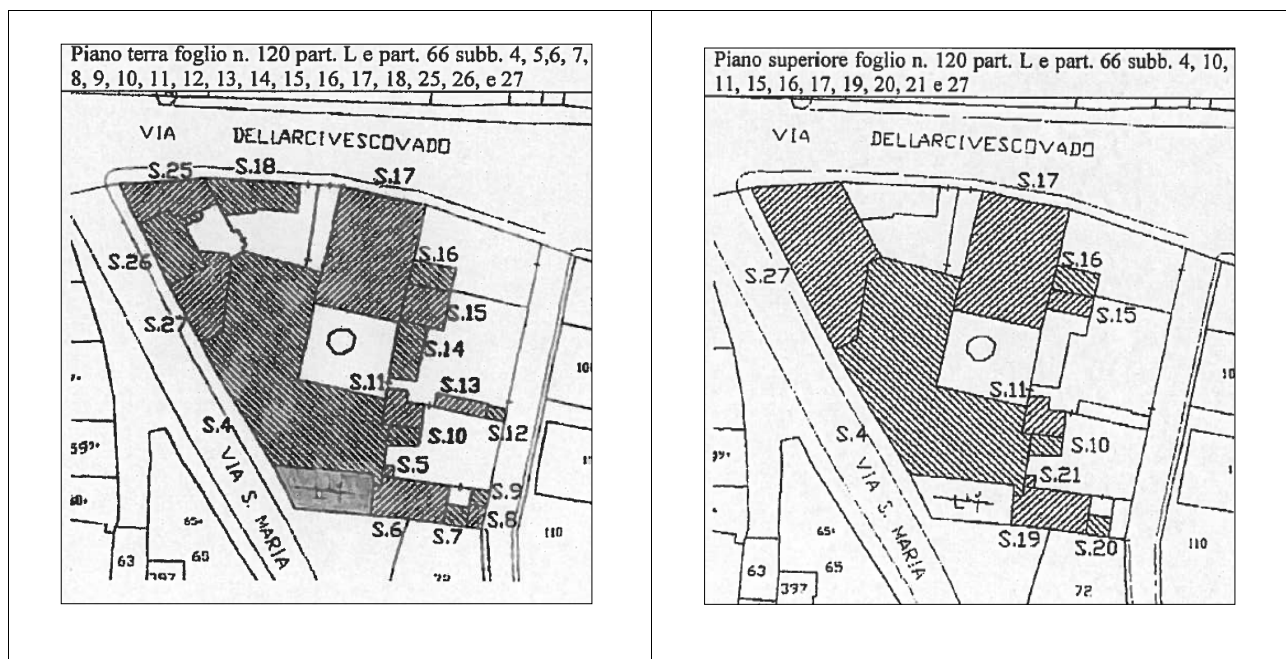 Piano terra foglio n. 120 part. L e part. 66 subb. 4, 5,6, 7,
8, 9, 10, 11, 12, 13, 14, 15, 16, 17, 18, 25, 26, e 27
VIA DELLARCIVESCOVADO
S.25
S.18
S.17
S.16
S.26
S.15
S.27
S.14
S.11
S.13
S.12
S.4
S.10
S.5
VIA S. MARIA
S.9
S.8
S.6
S.7
65
63
397
110
Piano superiore foglio n. 120 part. L e part. 66 subb. 4, 10,
11, 15, 16, 17, 19, 20, 21 e 27
VIA DELLARCIVESCOVADO
S.17
S.16
S.27
S.15
S.11
S.4
S.10
VIA S. MARIA
S.21
S.19
S.20
65
63
397
72
110